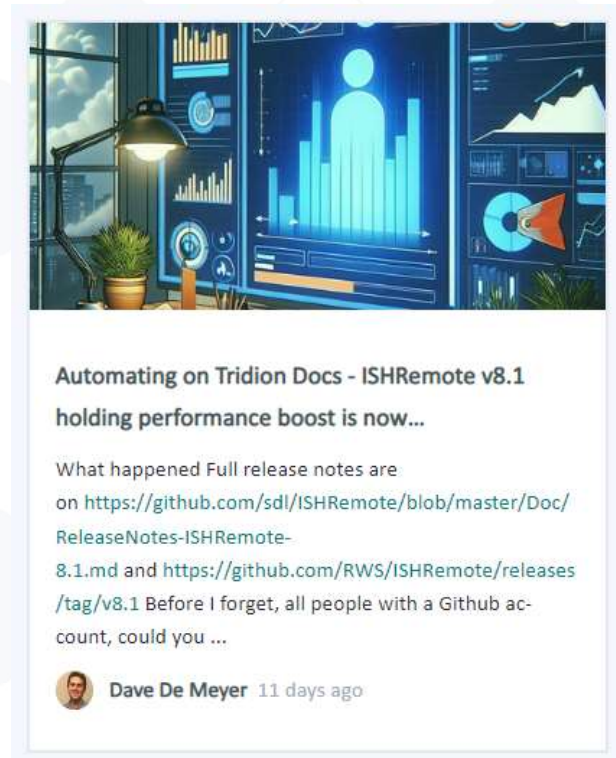 Automating on Tridion Docs - ISHRemote v8.1
holding performance boost is now...
What happened Full release notes are
on https://github.com/sdl/ISHRemote/blob/master/Doc/
ReleaseNotes-ISHRemote-
8.1.md and https://github.com/RWS/ISHRemote/releases
/tag/v8.1 Before I forget, all people with a Github ac-
count, could you ...
Dave De Meyer 11 days ago